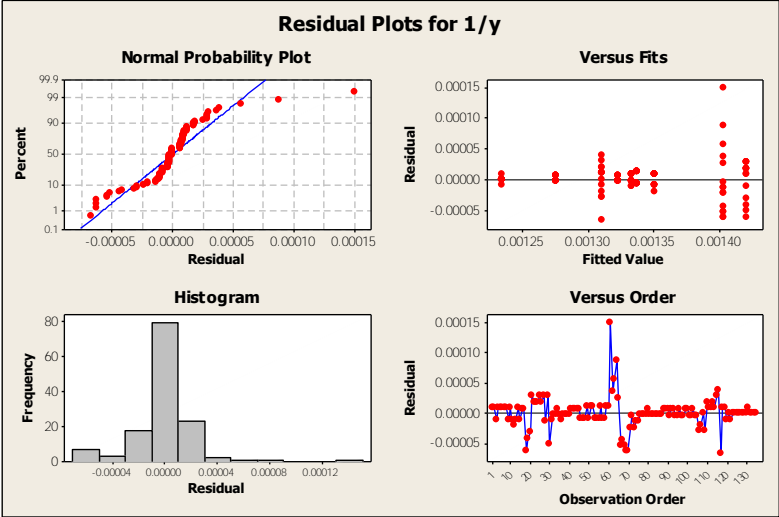 Residual Plots for 1/y
Normal Probability Plot
99.9
99
90
50
10
1
0.1
Percent
-0.00005 0.00000 0.00005 0.00010 0.00015
Residual
Versus Fits
0.00015
0.00010
0.00005
0.00000
-0.00005
Residual
0.00125 0.00130 0.00135 0.00140
Fitted Value
Histogram
80
60
40
20
0
Frequency
-0.00004 0.00000 0.00004 0.00008 0.00012
Residual
Versus Order
0.00015
0.00010
0.00005
0.00000
-0.00005
Residual
1 10 20 30 40 50 60 70 80 90 100 110 120 130
Observation Order